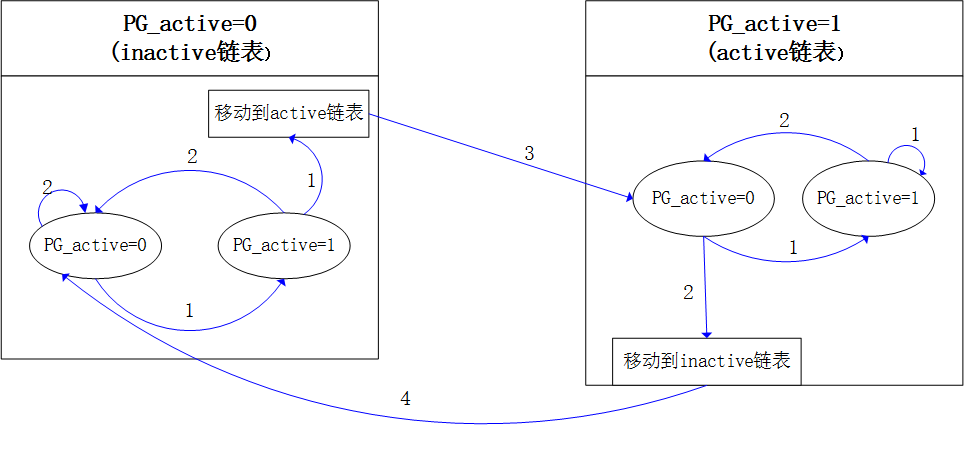 PG_active=0
(inactive链表)
移动到active链表
2
1
2
PG_active=0
PG_active=1
1
3
4
PG_active=1
(active链表)
2
1
PG_active=0
PG_active=1
1
2
移动到inactive链表